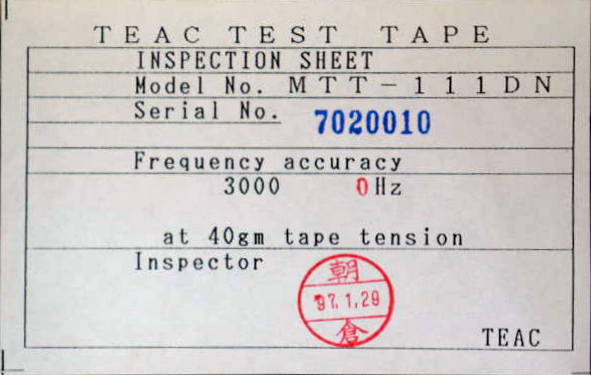 TEAC TEST TAPE
INSPECTION SHEET
Model No. MTT-111DN
Serial No. 7020010
Frequency accuracy
3000 0Hz
at 40gm tape tension
Inspector
朝
'97.1.29
倉
TEAC